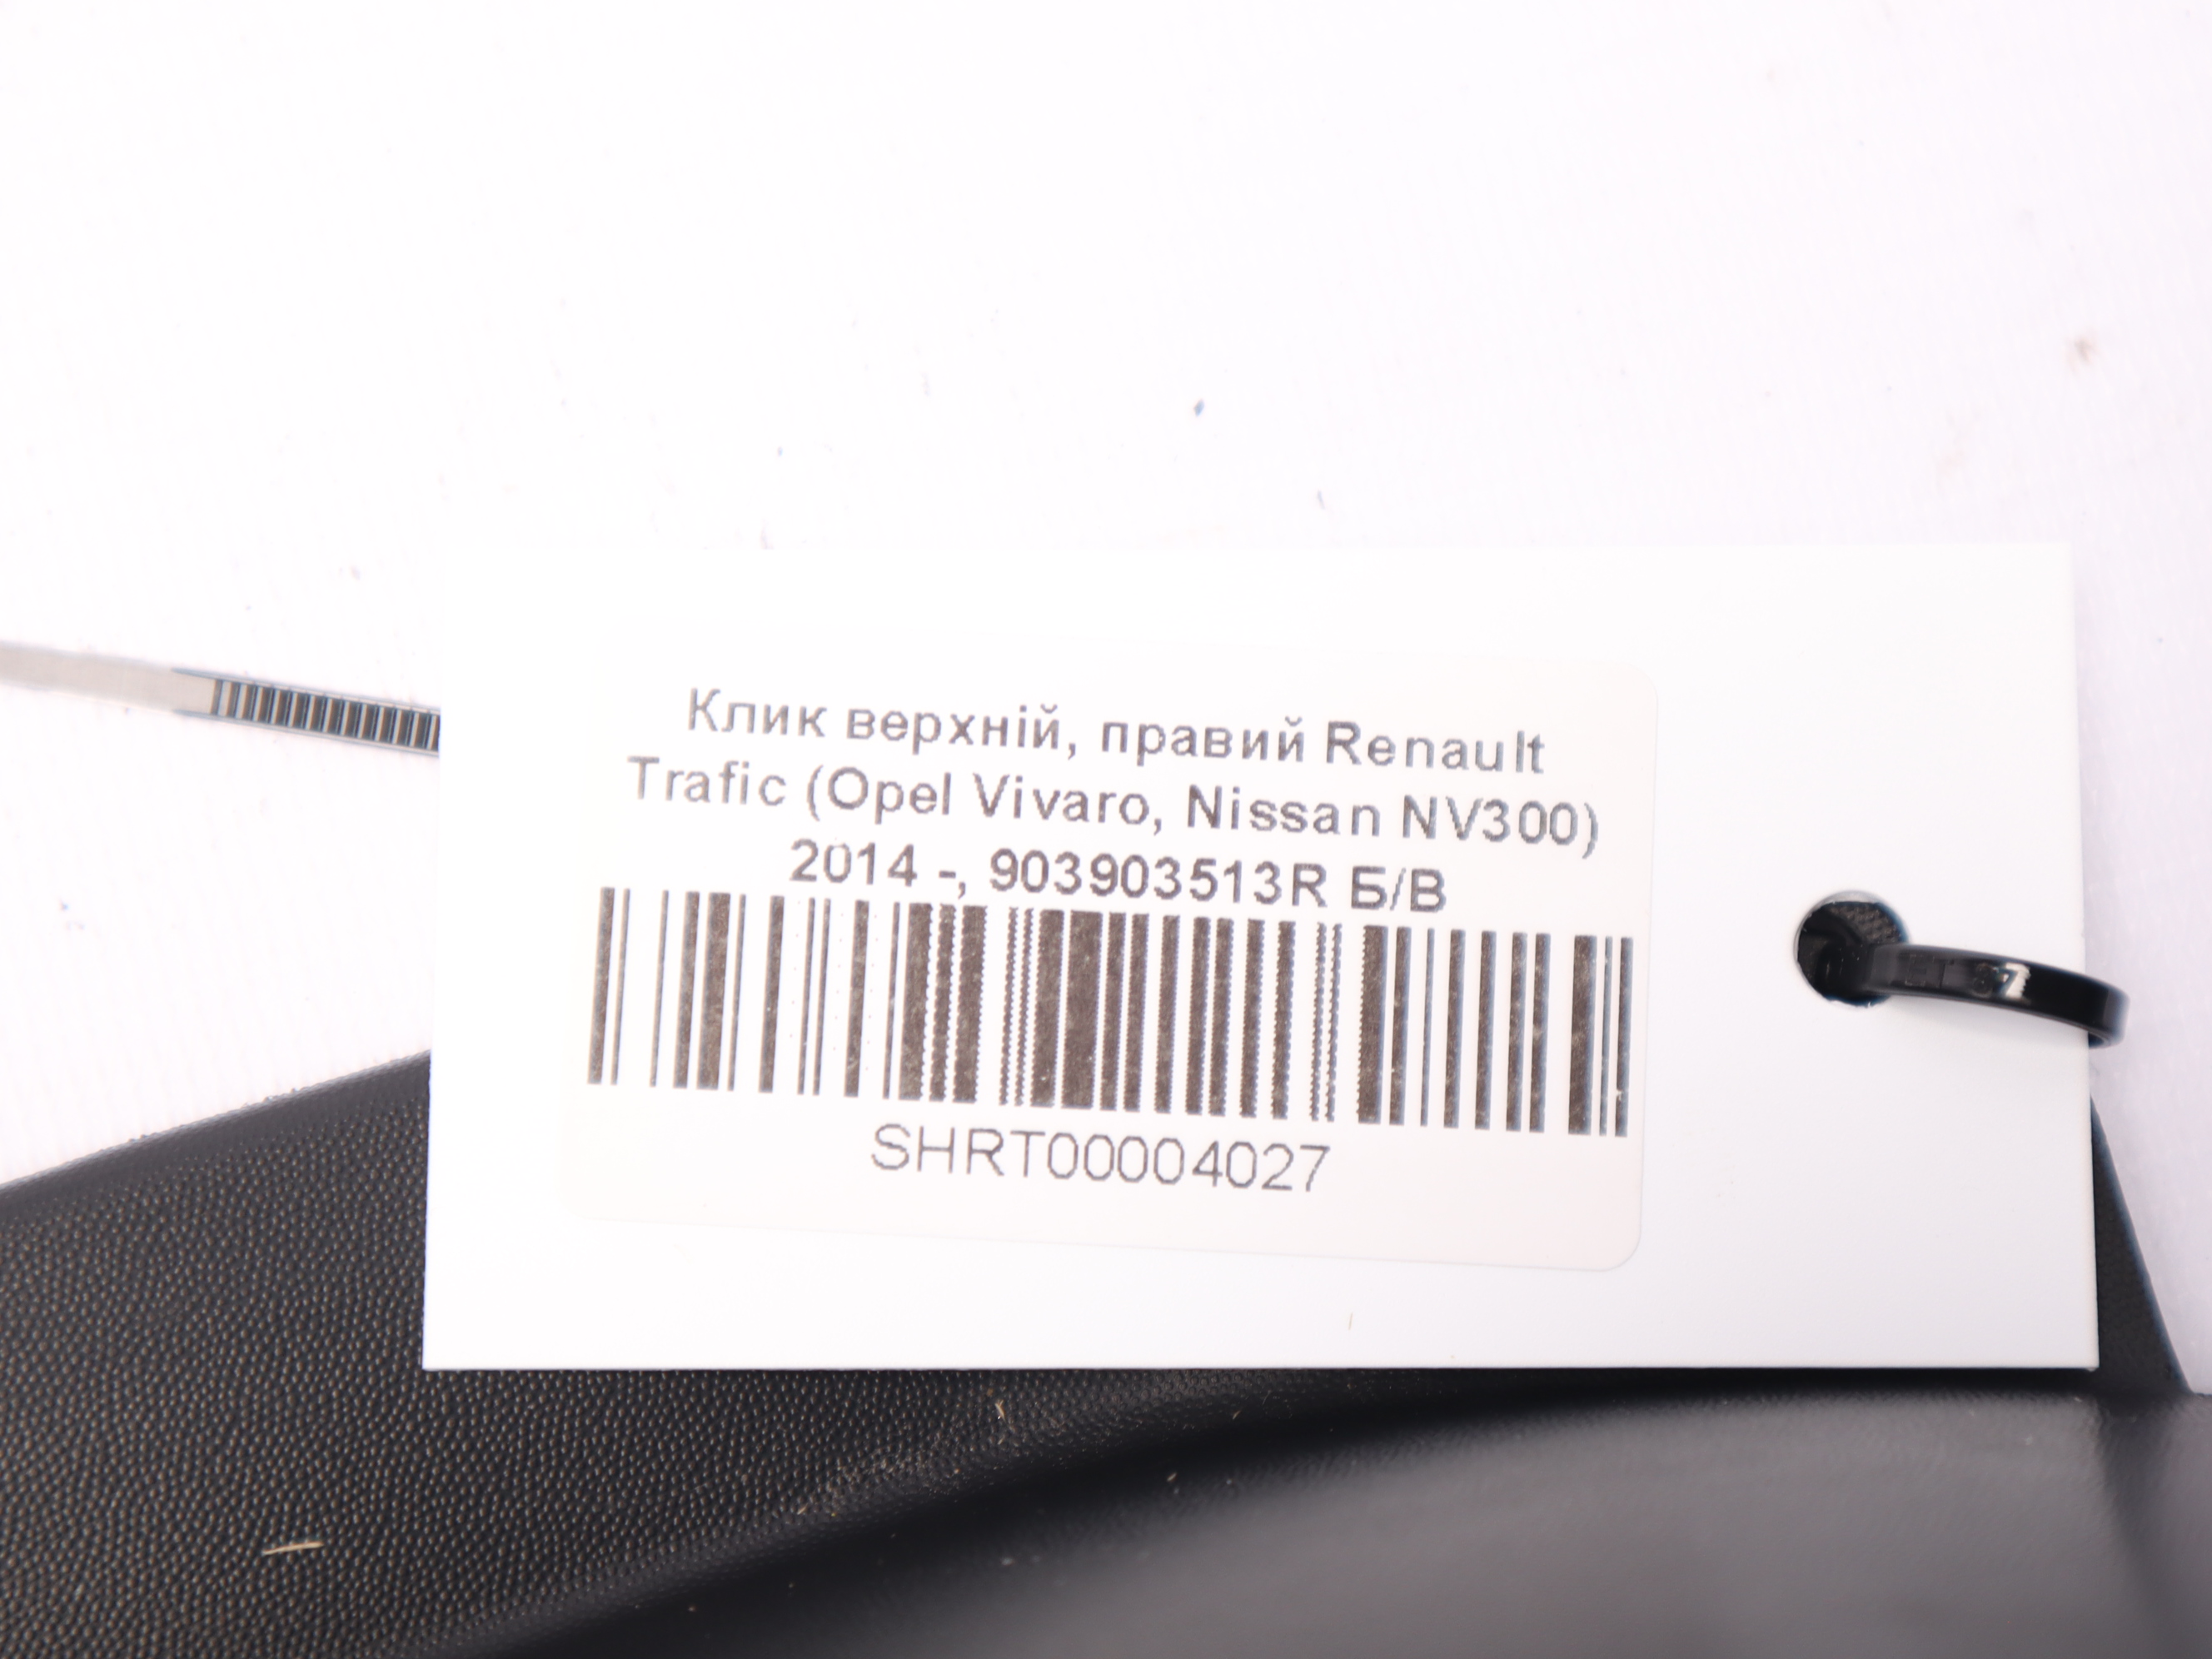 Клик верхній, правий Renault
Trafic (Opel Vivaro, Nissan NV300)
2014 -, 903903513R Б/В
SHRT00004027